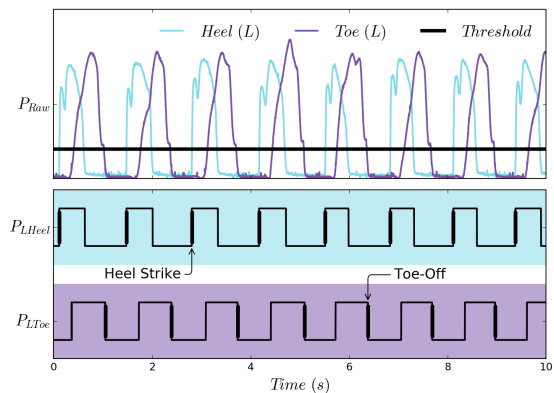 Heel (L) Toe (L) Threshold
P_Raw
P_LHeel
Heel Strike Toe-Off
P_LToe
0 2 4 6 8 10
Time (s)